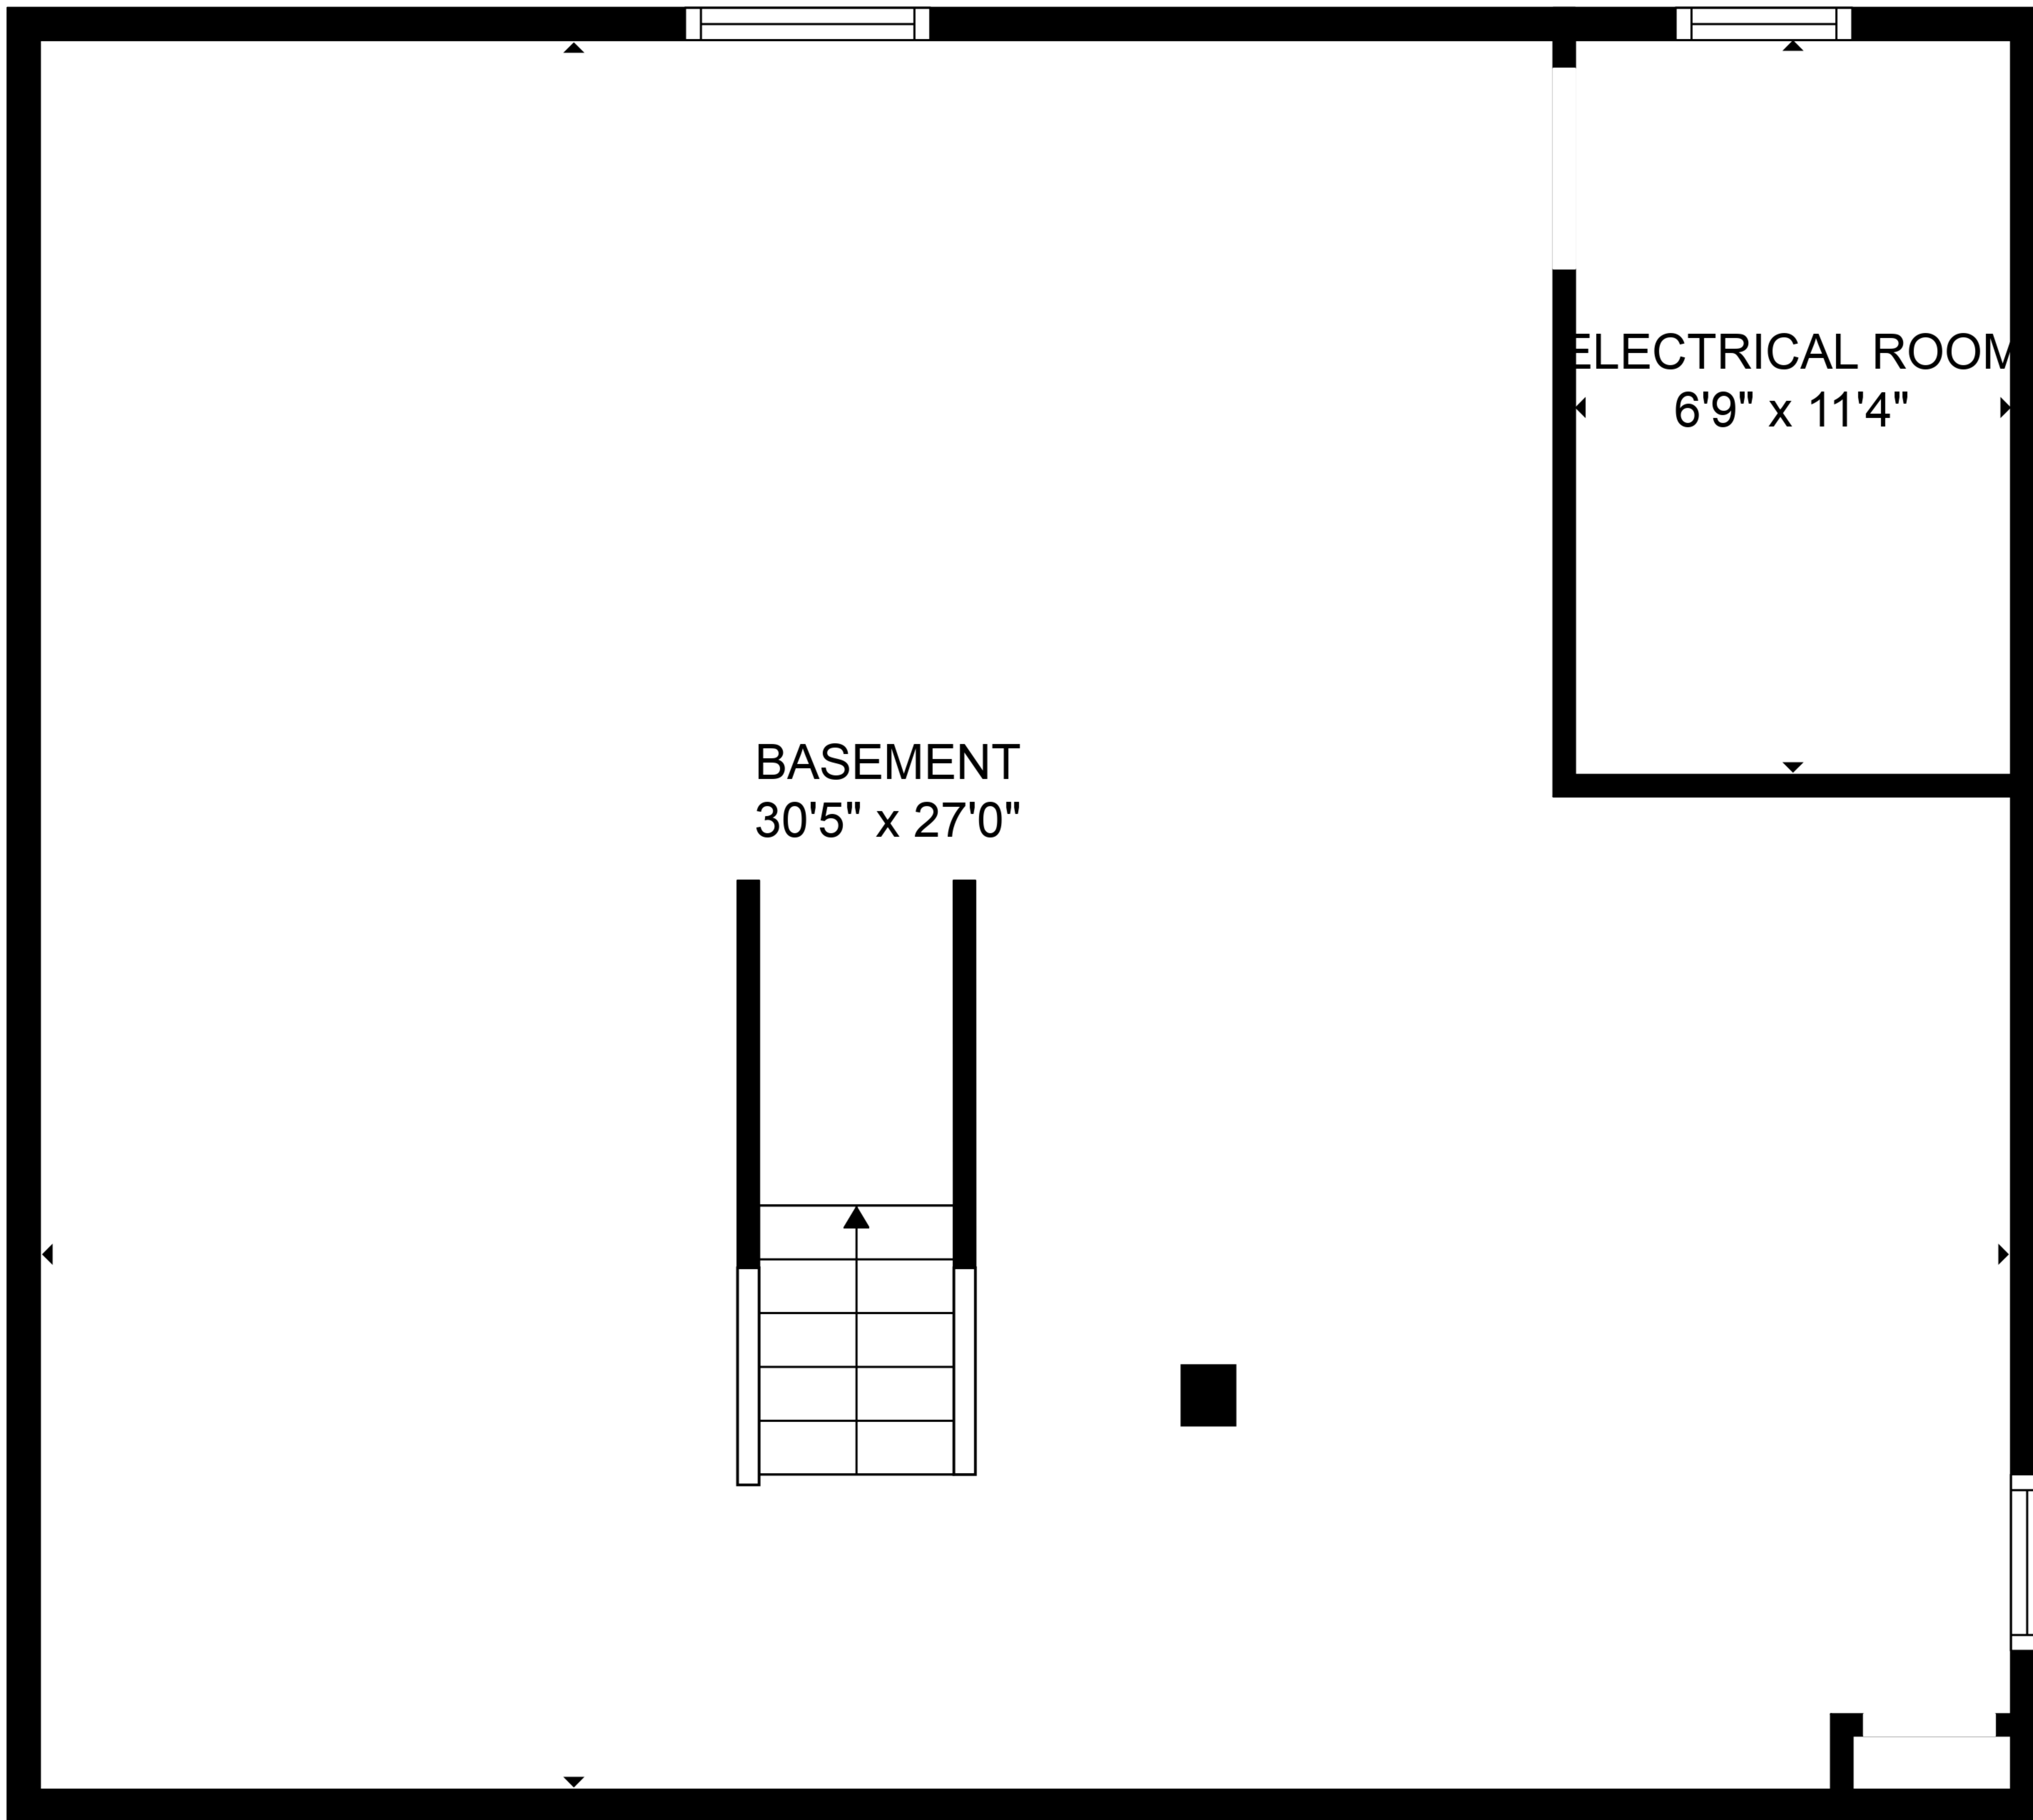 ELECTRICAL ROOM
6'9" x 11'4"
BASEMENT
30'5" x 27'0"